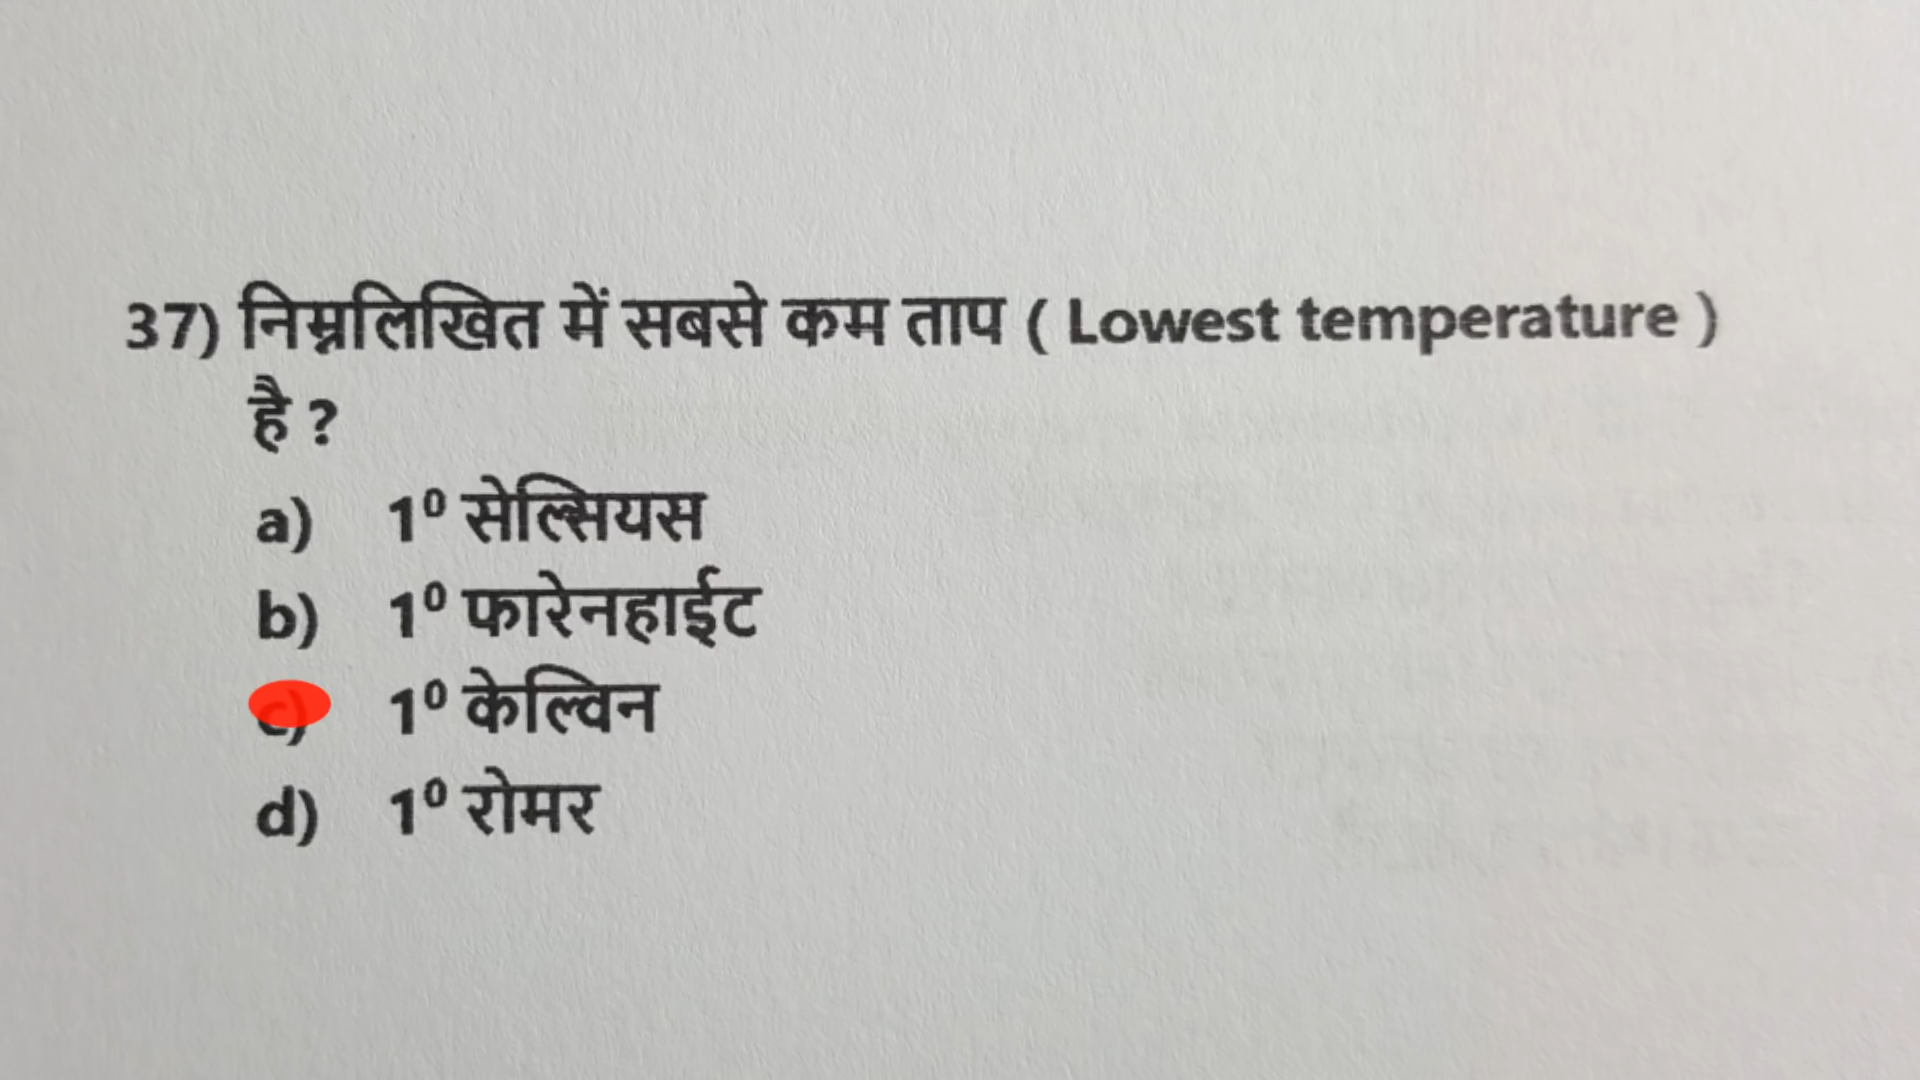 37) निम्नलिखित में सबसे कम ताप ( Lowest temperature )
है ?
a) 1⁰ सेल्सियस
b) 1⁰ फारेनहाईट
c) 1⁰ केल्विन
d) 1⁰ रोमर